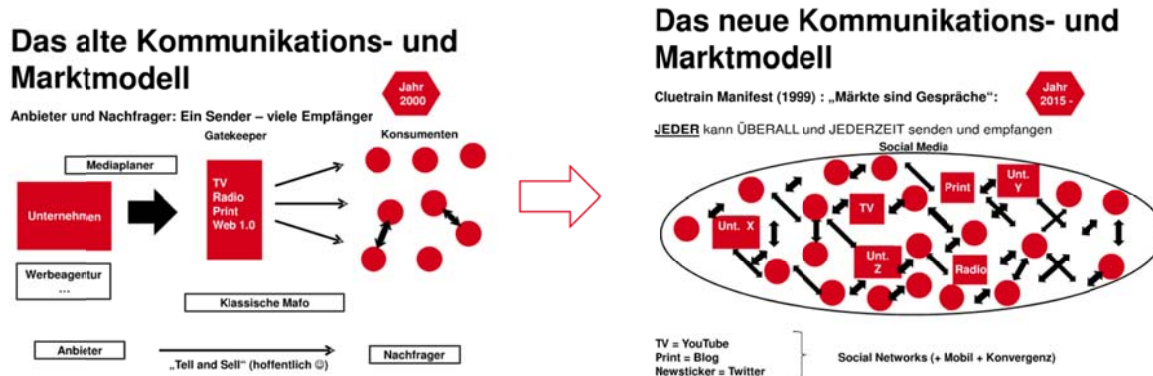 Das alte Kommunikations- und
Marktmodell
Jahr
2000
Anbieter und Nachfrager: Ein Sender – viele Empfänger
Gatekeeper
Konsumenten
Mediaplaner
Unternehmen
TV
Radio
Print
Web 1.0
Werbeagentur
…
Klassische Mafo
Anbieter
„Tell and Sell“ (hoffentlich ☺)
Nachfrager
Das neue Kommunikations- und
Marktmodell
Jahr
2015 -
Cluetrain Manifest (1999) : „Märkte sind Gespräche“:
JEDER kann ÜBERALL und JEDERZEIT senden und empfangen
Social Media
Print
Unt.
Y
TV
Unt. X
Unt.
Z
Radio
TV = YouTube
Print = Blog
Newsticker = Twitter
Social Networks (+ Mobil + Konvergenz)